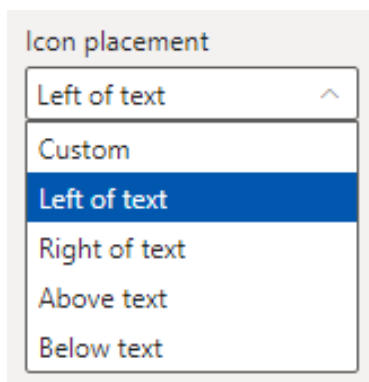 Icon placement
Left of text
Custom
Left of text
Right of text
Above text
Below text